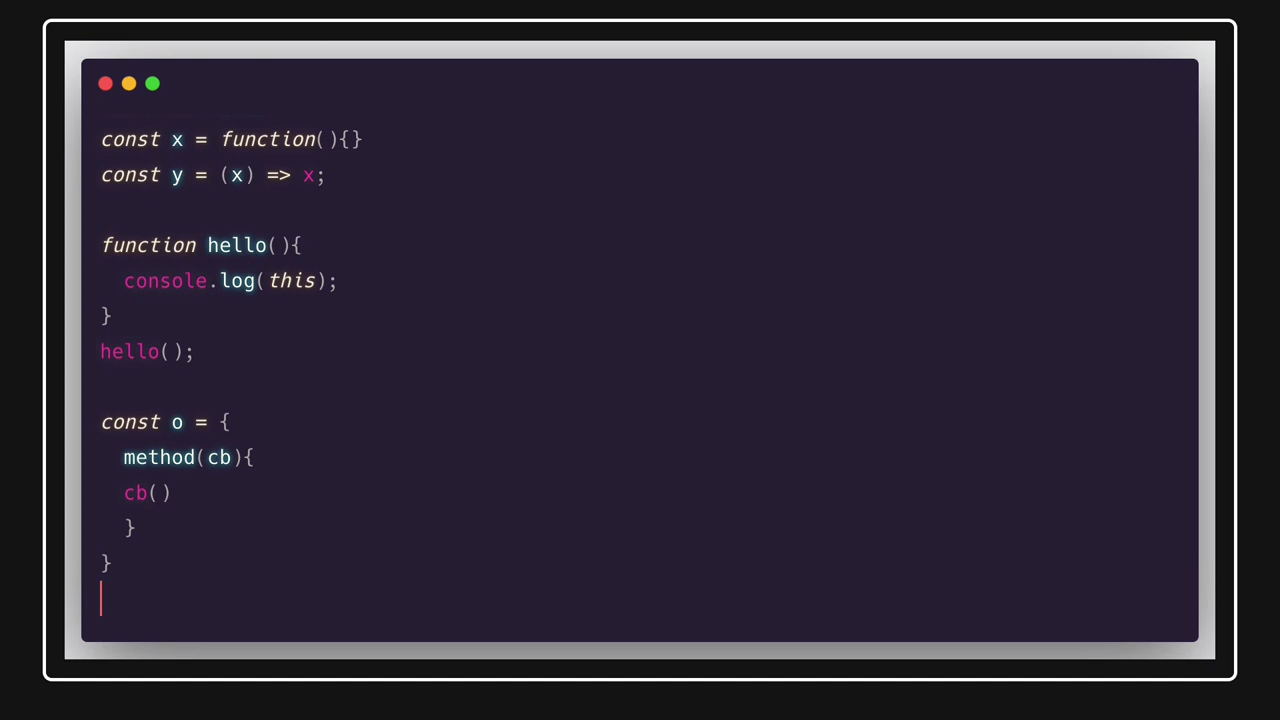 const x = function(){}
const y = (x) => x;
function hello(){
  console.log(this);
}
hello();
const o = {
  method(cb){
  cb()
  }
}